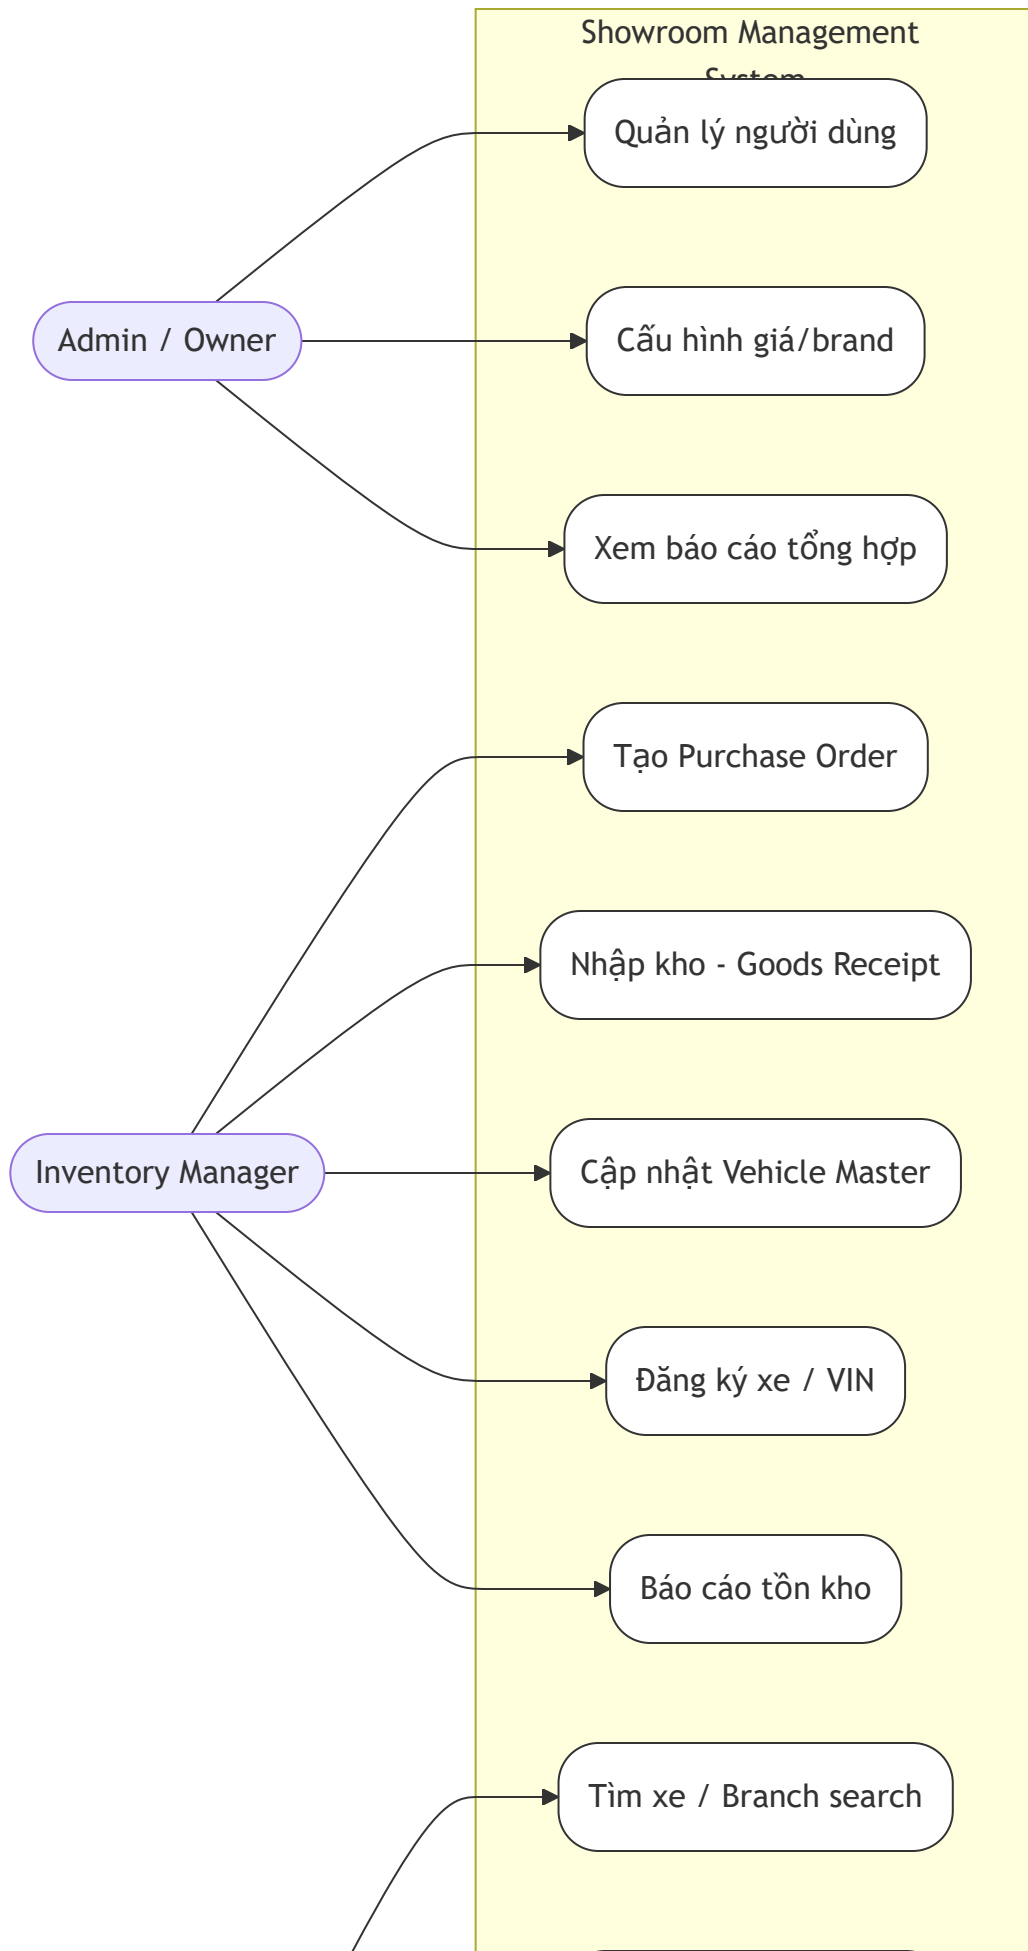 Showroom Management
System
Quản lý người dùng
Admin / Owner
Cấu hình giá/brand
Xem báo cáo tổng hợp
Tạo Purchase Order
Nhập kho - Goods Receipt
Inventory Manager
Cập nhật Vehicle Master
Đăng ký xe / VIN
Báo cáo tồn kho
Tìm xe / Branch search